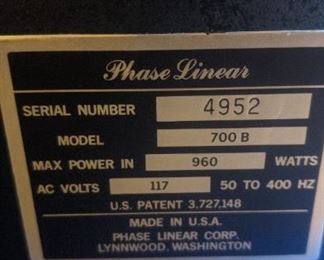 Phase Linear
SERIAL NUMBER 4952
MODEL 700 B
MAX POWER IN 960 WATTS
AC VOLTS 117 50 TO 400 HZ
U.S. PATENT 3,727,148
MADE IN U.S.A.
PHASE LINEAR CORP.
LYNNWOOD, WASHINGTON